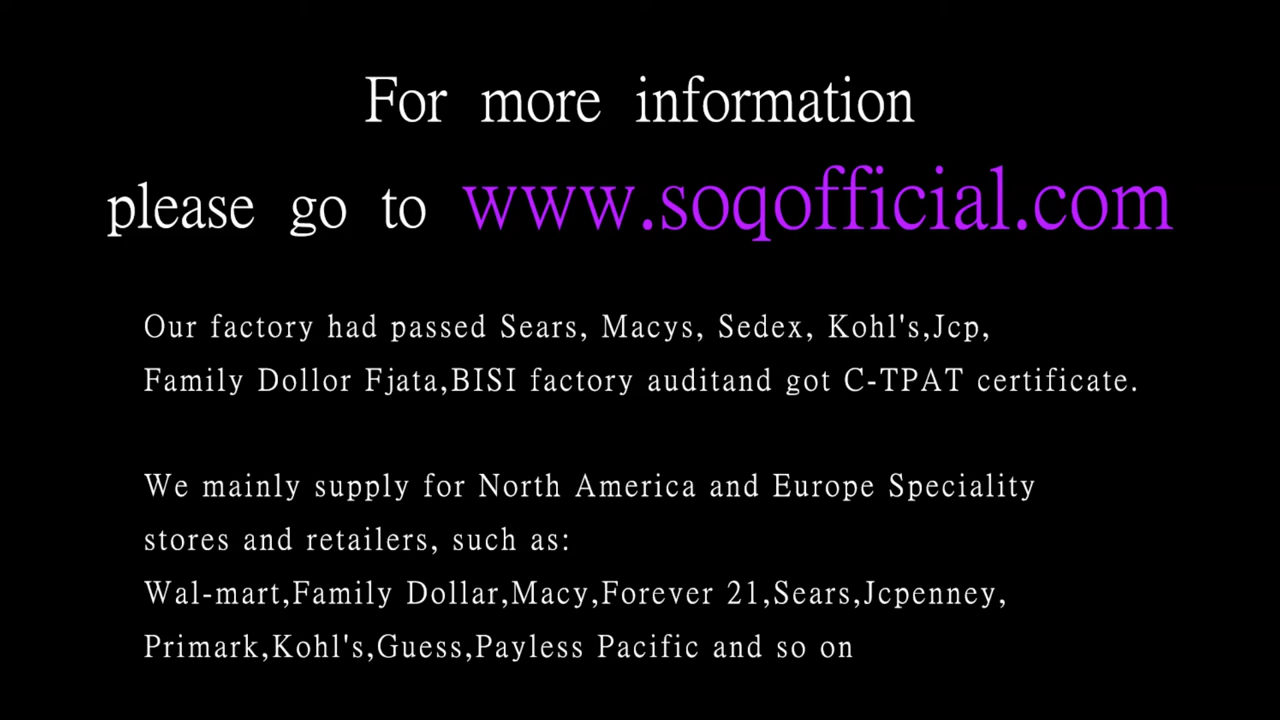 For more information
please go to www.soqofficial.com
Our factory had passed Sears, Macys, Sedex, Kohl's,Jcp,
Family Dollor Fjata,BISI factory auditand got C-TPAT certificate.
We mainly supply for North America and Europe Speciality
stores and retailers, such as:
Wal-mart,Family Dollar,Macy,Forever 21,Sears,Jcpenney,
Primark,Kohl's,Guess,Payless Pacific and so on